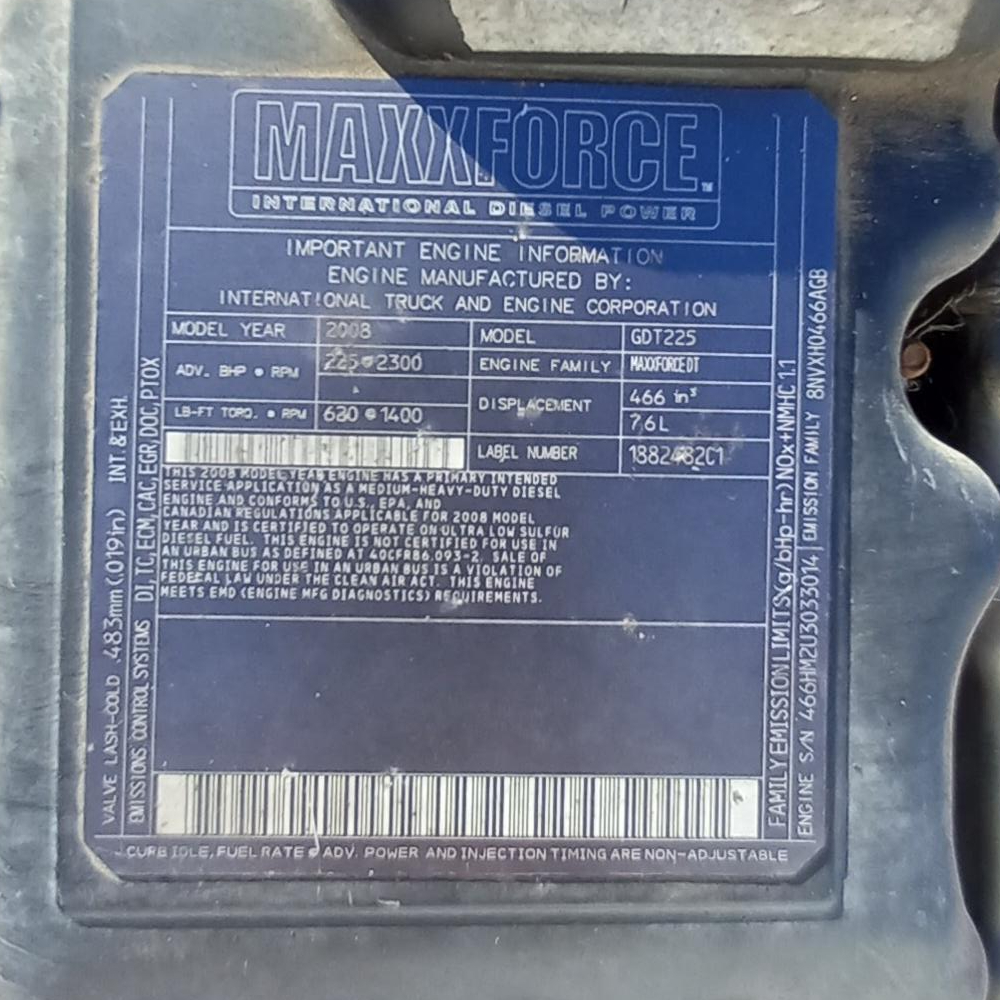 MAXXFORCE™
INTERNATIONAL DIESEL POWER
IMPORTANT ENGINE INFORMATION
ENGINE MANUFACTURED BY:
INTERNATIONAL TRUCK AND ENGINE CORPORATION
MODEL YEAR 2008 MODEL GDT225
ADV. BHP @ RPM 225@2300 ENGINE FAMILY MAXXFORCE DT
DISPLACEMENT 466 in³
LB-FT TORQ. @ RPM 620@1400 7.6L
LABEL NUMBER 1882482C1
THIS 2008 MODEL YEAR ENGINE HAS A PRIMARY INTENDED
SERVICE APPLICATION AS A MEDIUM-HEAVY-DUTY DIESEL
ENGINE AND CONFORMS TO U.S. EPA, AND
CANADIAN REGULATIONS APPLICABLE FOR 2008 MODEL
YEAR AND IS CERTIFIED TO OPERATE ON ULTRA LOW SULFUR
DIESEL FUEL. THIS ENGINE IS NOT CERTIFIED FOR USE IN
AN URBAN BUS AS DEFINED AT 40CFR86.093-2. SALE OF
THIS ENGINE FOR USE IN AN URBAN BUS IS A VIOLATION OF
FEDERAL LAW UNDER THE CLEAN AIR ACT. THIS ENGINE
MEETS EMD (ENGINE MFG DIAGNOSTICS) REQUIREMENTS.
VALVE LASH-COLD .483mm(.019in) INT.&EXH.
EMISSIONS CONTROL SYSTEMS DI,TC,ECM,CAC,EGR,DOC,PTOX
FAMILY EMISSION LIMITS(g/bHp-hr) NOx+NMHC 1.1
ENGINE S/N 466HM2U3033014 EMISSION FAMILY 8NVXH0466AGB
CURB IDLE, FUEL RATE @ ADV. POWER AND INJECTION TIMING ARE NON-ADJUSTABLE